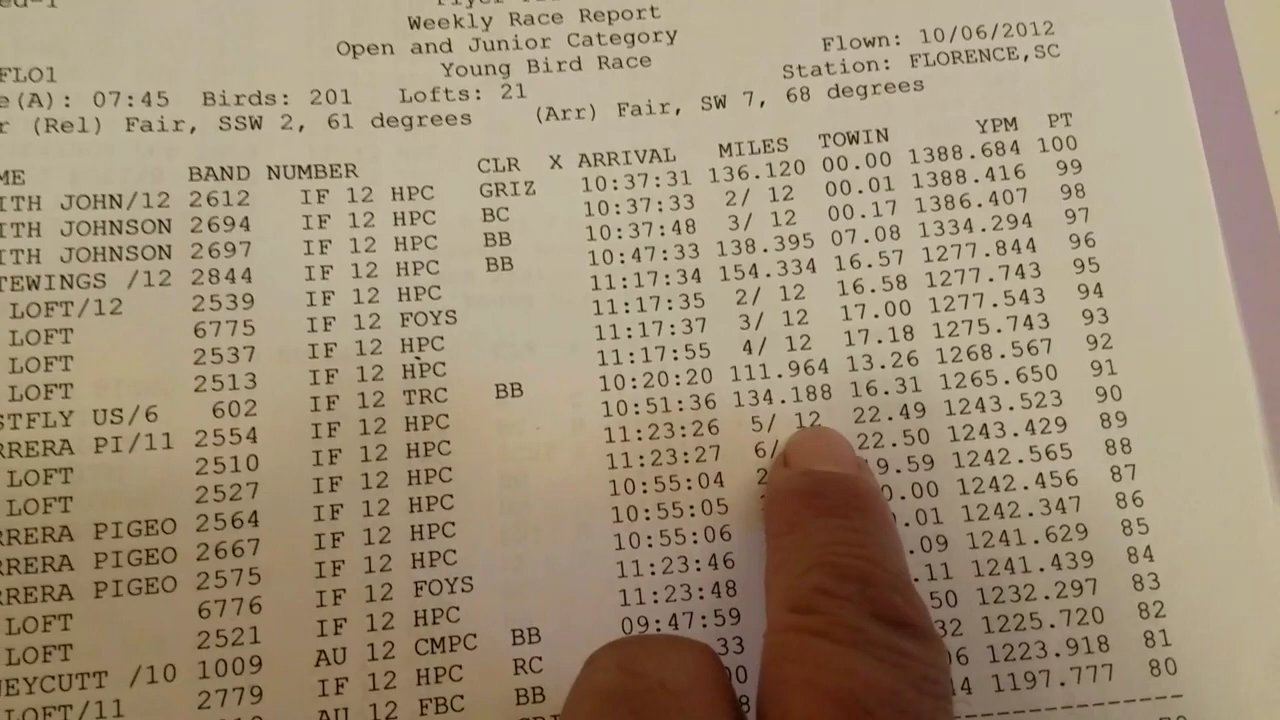 Weekly Race Report
Open and Junior Category
Young Bird Race
Flown: 10/06/2012
FLO1 Station: FLORENCE,SC
e(A): 07:45 Birds: 201 Lofts: 21
r (Rel) Fair, SSW 2, 61 degrees (Arr) Fair, SW 7, 68 degrees
ME BAND NUMBER CLR X ARRIVAL MILES TOWIN YPM PT
ITH JOHN/12 2612 IF 12 HPC GRIZ 10:37:31 136.120 00.00 1388.684 100
ITH JOHNSON 2694 IF 12 HPC BC 10:37:33 2/ 12 00.01 1388.416 99
ITH JOHNSON 2697 IF 12 HPC BB 10:37:48 3/ 12 00.17 1386.407 98
TEWINGS /12 2844 IF 12 HPC BB 10:47:33 138.395 07.08 1334.294 97
LOFT/12 2539 IF 12 HPC 11:17:34 154.334 16.57 1277.844 96
LOFT 6775 IF 12 FOYS 11:17:35 2/ 12 16.58 1277.743 95
LOFT 2537 IF 12 HPC 11:17:37 3/ 12 17.00 1277.543 94
LOFT 2513 IF 12 HPC 11:17:55 4/ 12 17.18 1275.743 93
STFLY US/6 602 IF 12 TRC BB 10:20:20 111.964 13.26 1268.567 92
RRERA PI/11 2554 IF 12 HPC 10:51:36 134.188 16.31 1265.650 91
LOFT 2510 IF 12 HPC 11:23:26 5/ 12 22.49 1243.523 90
LOFT 2527 IF 12 HPC 11:23:27 6/ 22.50 1243.429 89
RRERA PIGEO 2564 IF 12 HPC 10:55:04 2 9.59 1242.565 88
RRERA PIGEO 2667 IF 12 HPC 10:55:05 0.00 1242.456 87
RRERA PIGEO 2575 IF 12 HPC 10:55:06 .01 1242.347 86
LOFT 6776 IF 12 FOYS 11:23:46 .09 1241.629 85
LOFT 2521 IF 12 HPC 11:23:48 .11 1241.439 84
EYCUTT /10 1009 AU 12 CMPC BB 09:47:59 50 1232.297 83
LOFT/11 2779 IF 12 HPC RC 33 32 1225.720 82
AU 12 FBC BB 00 06 1223.918 81
8 14 1197.777 80